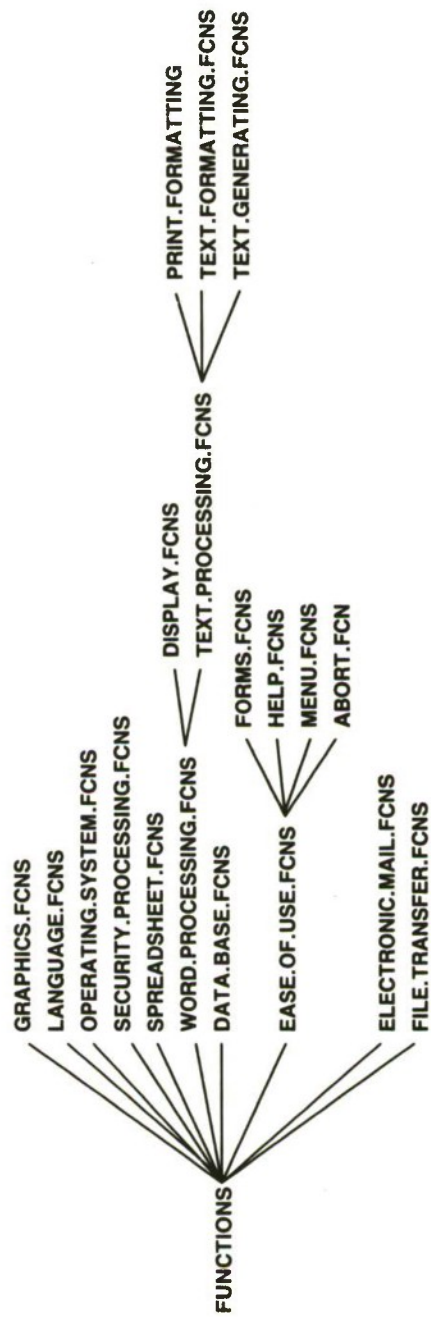 FUNCTIONS
GRAPHICS.FCNS
LANGUAGE.FCNS
OPERATING.SYSTEM.FCNS
SECURITY.PROCESSING.FCNS
SPREADSHEET.FCNS
WORD.PROCESSING.FCNS
DATA.BASE.FCNS
EASE.OF.USE.FCNS
ELECTRONIC.MAIL.FCNS
FILE.TRANSFER.FCNS
DISPLAY.FCNS
TEXT.PROCESSING.FCNS
FORMS.FCNS
HELP.FCNS
MENU.FCNS
ABORT.FCN
PRINT.FORMATTING
TEXT.FORMATTING.FCNS
TEXT.GENERATING.FCNS